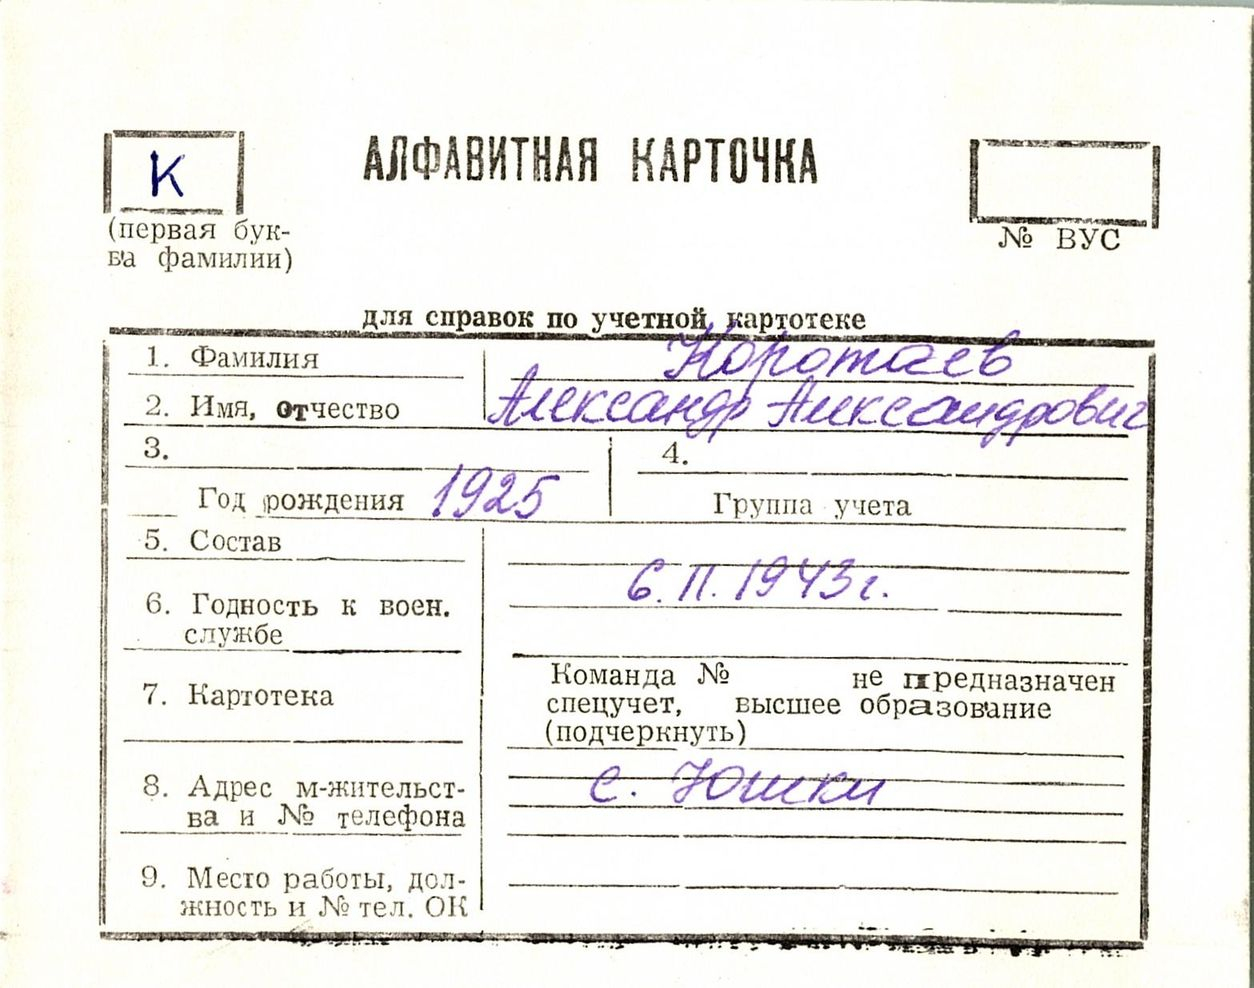 К
АЛФАВИТНАЯ КАРТОЧКА
(первая бук-
ва фамилии)
№ ВУС
для справок по учетной картотеке
1. Фамилия Коротаев
2. Имя, отчество Александр Александрович
3. 4.
Год рождения 1925 Группа учета
5. Состав
6.II.1943г.
6. Годность к воен.
службе
7. Картотека
Команда № не предназначен
спецучет, высшее образование
(подчеркнуть)
8. Адрес м-жительст-
ва и № телефона
с. Юшки
9. Место работы, дол-
жность и № тел. ОК